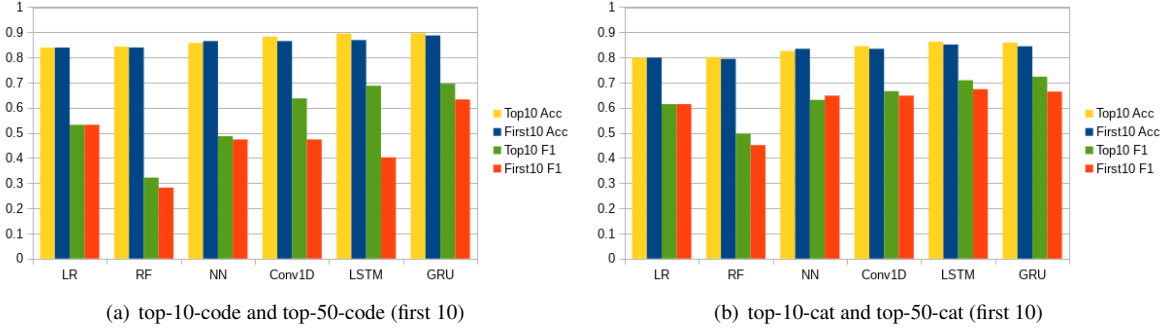 1
0.9
0.8
0.7
0.6
0.5
0.4
0.3
0.2
0.1
0
LR RF NN Conv1D LSTM GRU
Top10 Acc
First10 Acc
Top10 F1
First10 F1
(a) top-10-code and top-50-code (first 10)
1
0.9
0.8
0.7
0.6
0.5
0.4
0.3
0.2
0.1
0
LR RF NN Conv1D LSTM GRU
Top10 Acc
First10 Acc
Top10 F1
First10 F1
(b) top-10-cat and top-50-cat (first 10)